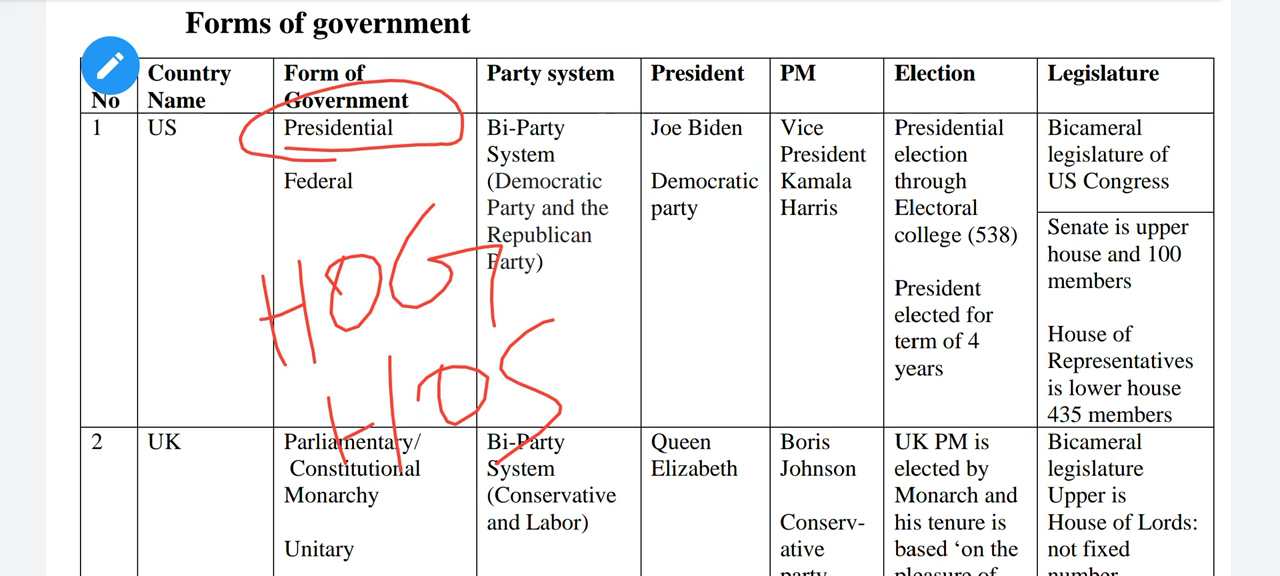 Forms of government
No
Country
Name
Form of
Government
Party system
President
PM
Election
Legislature
1
US
Presidential
Federal
Bi-Party
System
(Democratic
Party and the
Republican
Party)
Joe Biden
Democratic
party
Vice
President
Kamala
Harris
Presidential
election
through
Electoral
college (538)
President
elected for
term of 4
years
Bicameral
legislature of
US Congress
Senate is upper
house and 100
members
House of
Representatives
is lower house
435 members
HOG
HOS
2
UK
Parliamentary/
Constitutional
Monarchy
Unitary
Bi-Party
System
(Conservative
and Labor)
Queen
Elizabeth
Boris
Johnson
Conserv-
ative
party
UK PM is
elected by
Monarch and
his tenure is
based ‘on the
pleasure of
Bicameral
legislature
Upper is
House of Lords:
not fixed
number